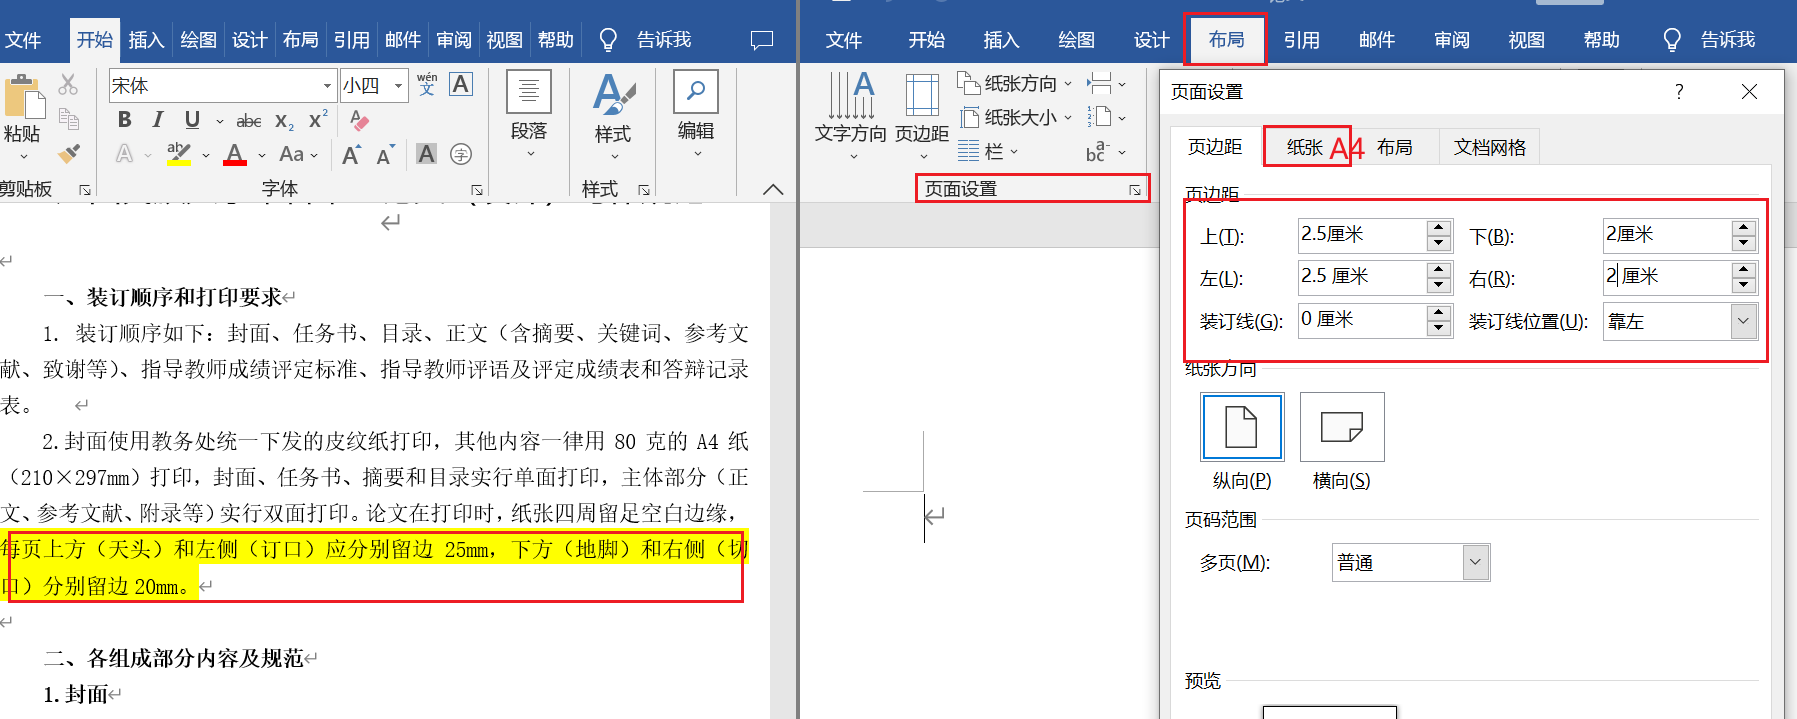 文件 开始 插入 绘图 设计 布局 引用 邮件 审阅 视图 帮助 告诉我
宋体 小四 wén 文 A
粘贴 B I U abc X₂ X² 段落 样式 编辑
A ab A Aa A A A 字
剪贴板 字体 样式
一、装订顺序和打印要求
1. 装订顺序如下：封面、任务书、目录、正文（含摘要、关键词、参考文
献、致谢等）、指导教师成绩评定标准、指导教师评语及评定成绩表和答辩记录
表。
2.封面使用教务处统一下发的皮纹纸打印，其他内容一律用 80 克的 A4 纸
（210×297mm）打印，封面、任务书、摘要和目录实行单面打印，主体部分（正
文、参考文献、附录等）实行双面打印。论文在打印时，纸张四周留足空白边缘，
每页上方（天头）和左侧（订口）应分别留边 25mm，下方（地脚）和右侧（切
口）分别留边 20mm。
二、各组成部分内容及规范
1.封面
文件 开始 插入 绘图 设计 布局 引用 邮件 审阅 视图 帮助 告诉我
文字方向 页边距 纸张方向
纸张大小
栏 bc a-
页面设置
页面设置 ?
页边距 纸张 A4 布局 文档网格
页边距
上(T): 2.5厘米 下(B): 2厘米
左(L): 2.5 厘米 右(R): 2 厘米
装订线(G): 0 厘米 装订线位置(U): 靠左
纸张方向
纵向(P) 横向(S)
页码范围
多页(M): 普通
预览